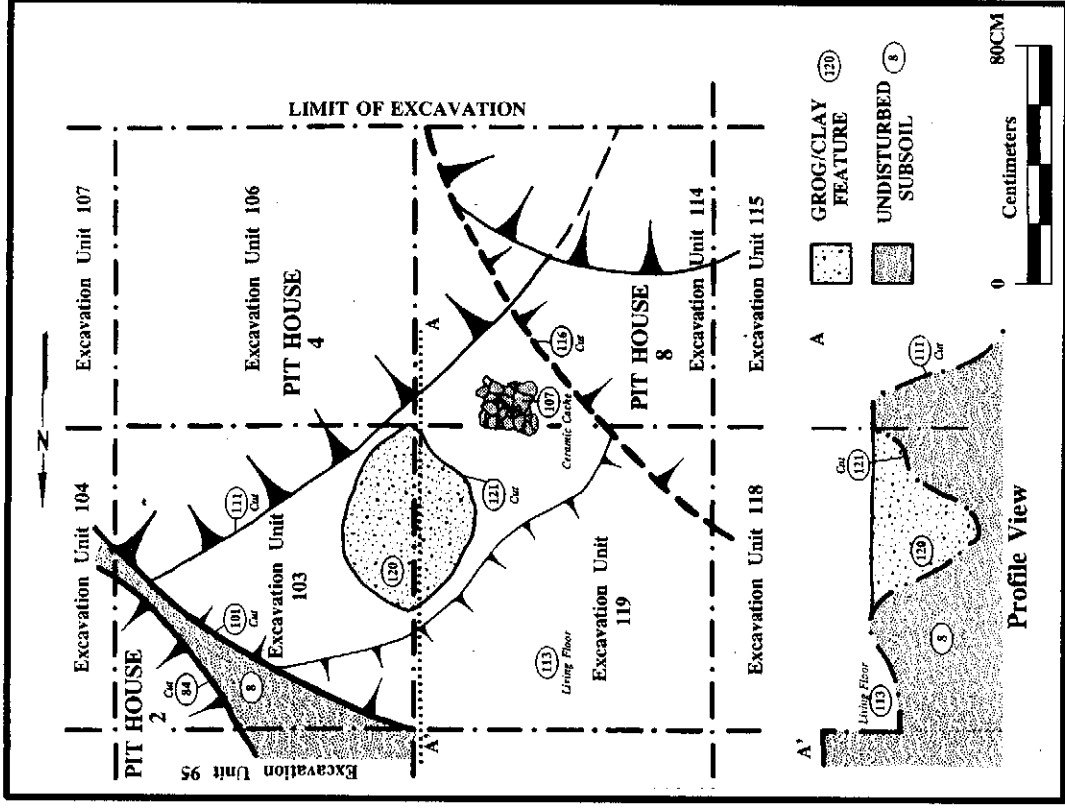 N
Excavation Unit 104
Excavation Unit 107
PIT HOUSE
2
84
Cut
8
101
Cut
111
Cut
Excavation Unit
103
Excavation Unit 106
PIT HOUSE
4
LIMIT OF EXCAVATION
Excavation Unit 95
A'
A
120
121
Cut
107
Ceramic Cache
116
Cut
113
Living Floor
Excavation Unit
119
PIT HOUSE
8
Excavation Unit 114
Excavation Unit 118
Excavation Unit 115
A'
A
Living Floor
113
Cut
121
120
111
Cut
8
Profile View
GROG/CLAY
FEATURE
120
UNDISTURBED
SUBSOIL
8
0
Centimeters
80CM